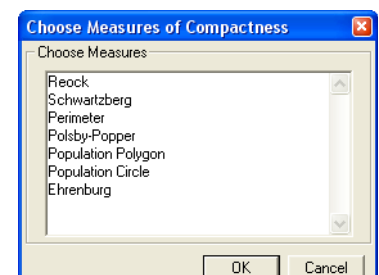 Choose Measures of Compactness
Choose Measures
Reock
Schwartzberg
Perimeter
Polsby-Popper
Population Polygon
Population Circle
Ehrenburg
OK Cancel